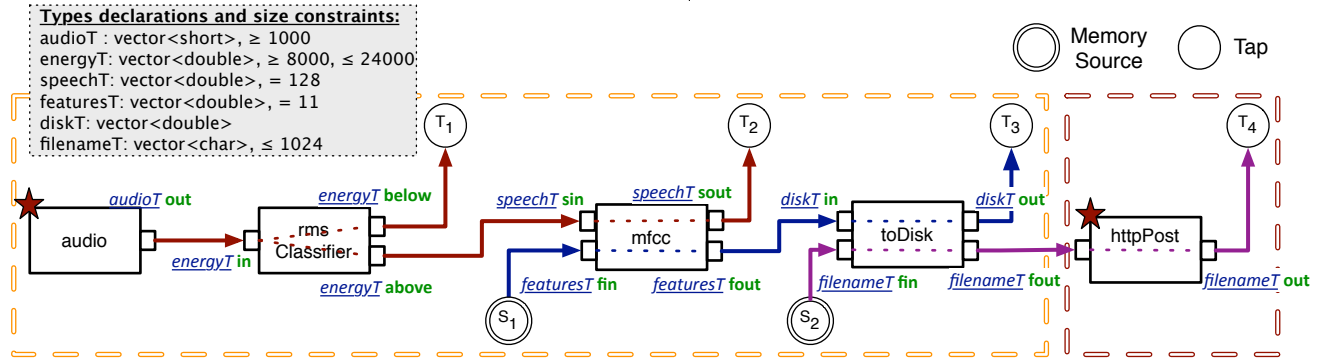 Types declarations and size constraints:
audioT : vector<short>, ≥ 1000
energyT: vector<double>, ≥ 8000, ≤ 24000
speechT: vector<double>, = 128
featuresT: vector<double>, = 11
diskT: vector<double>
filenameT: vector<char>, ≤ 1024
Memory
Source
Tap
T1
T2
T3
T4
audioT out
energyT below
speechT sin
speechT sout
diskT in
diskT out
audio
rms
Classifier
mfcc
toDisk
httpPost
energyT in
energyT above
featuresT fin
featuresT fout
filenameT fin
filenameT fout
filenameT out
S1
S2